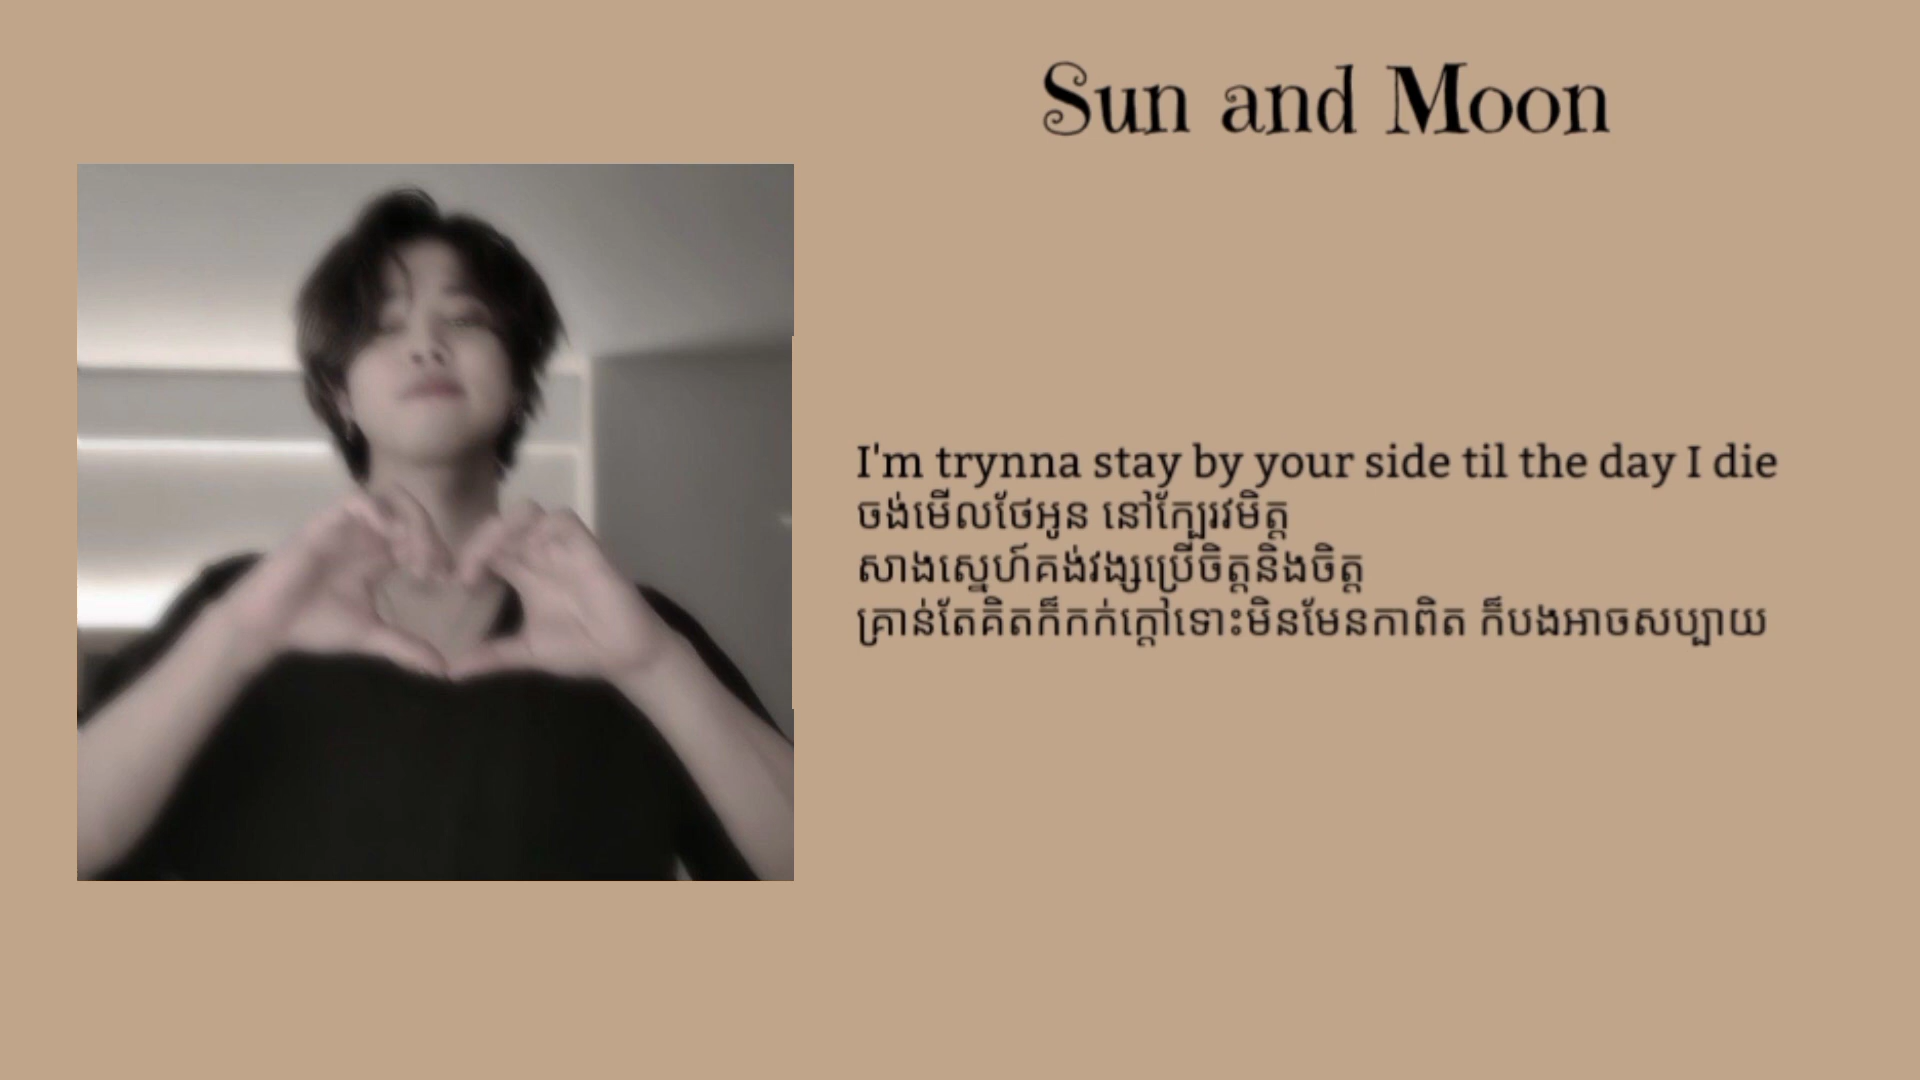 Sun and Moon
I'm trynna stay by your side til the day I die
ចង់មើលថែអូន នៅក្បែរវមិត្ត
សាងស្នេហ៍គង់វង្សប្រើចិត្តនិងចិត្ត
គ្រាន់តែគិតក៏កក់ក្ដៅទោះមិនមែនកាពិត ក៏បងអាចសប្បាយ